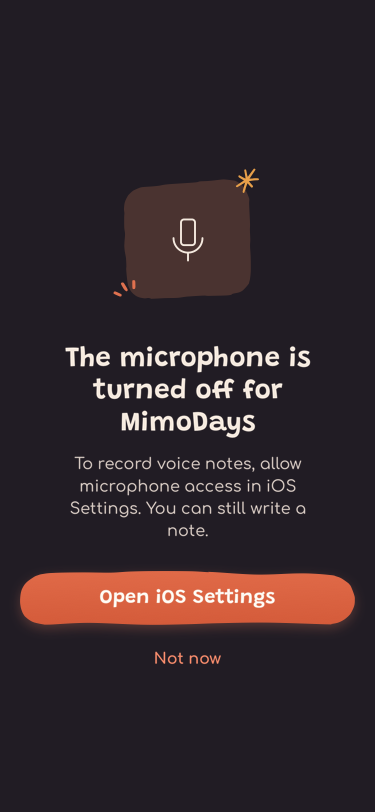 The microphone is
turned off for
MimoDays
To record voice notes, allow
microphone access in iOS
Settings. You can still write a
note.
Open iOS Settings
Not now